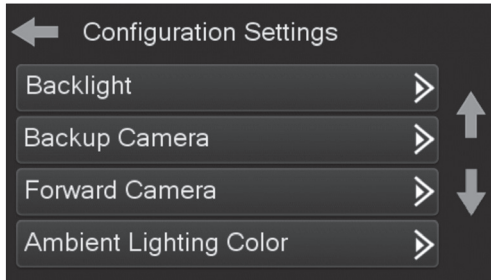 Configuration Settings
Backlight
Backup Camera
Forward Camera
Ambient Lighting Color